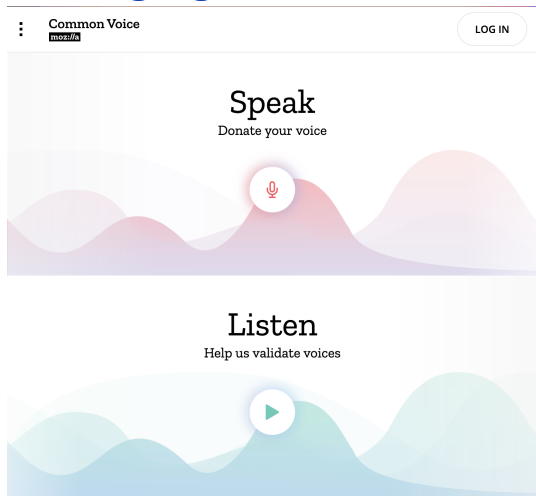 Common Voice
moz://a
LOG IN
Speak
Donate your voice
Listen
Help us validate voices